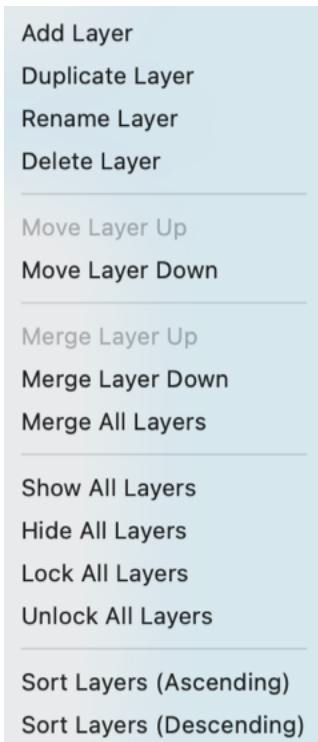 Add Layer
Duplicate Layer
Rename Layer
Delete Layer
Move Layer Up
Move Layer Down
Merge Layer Up
Merge Layer Down
Merge All Layers
Show All Layers
Hide All Layers
Lock All Layers
Unlock All Layers
Sort Layers (Ascending)
Sort Layers (Descending)